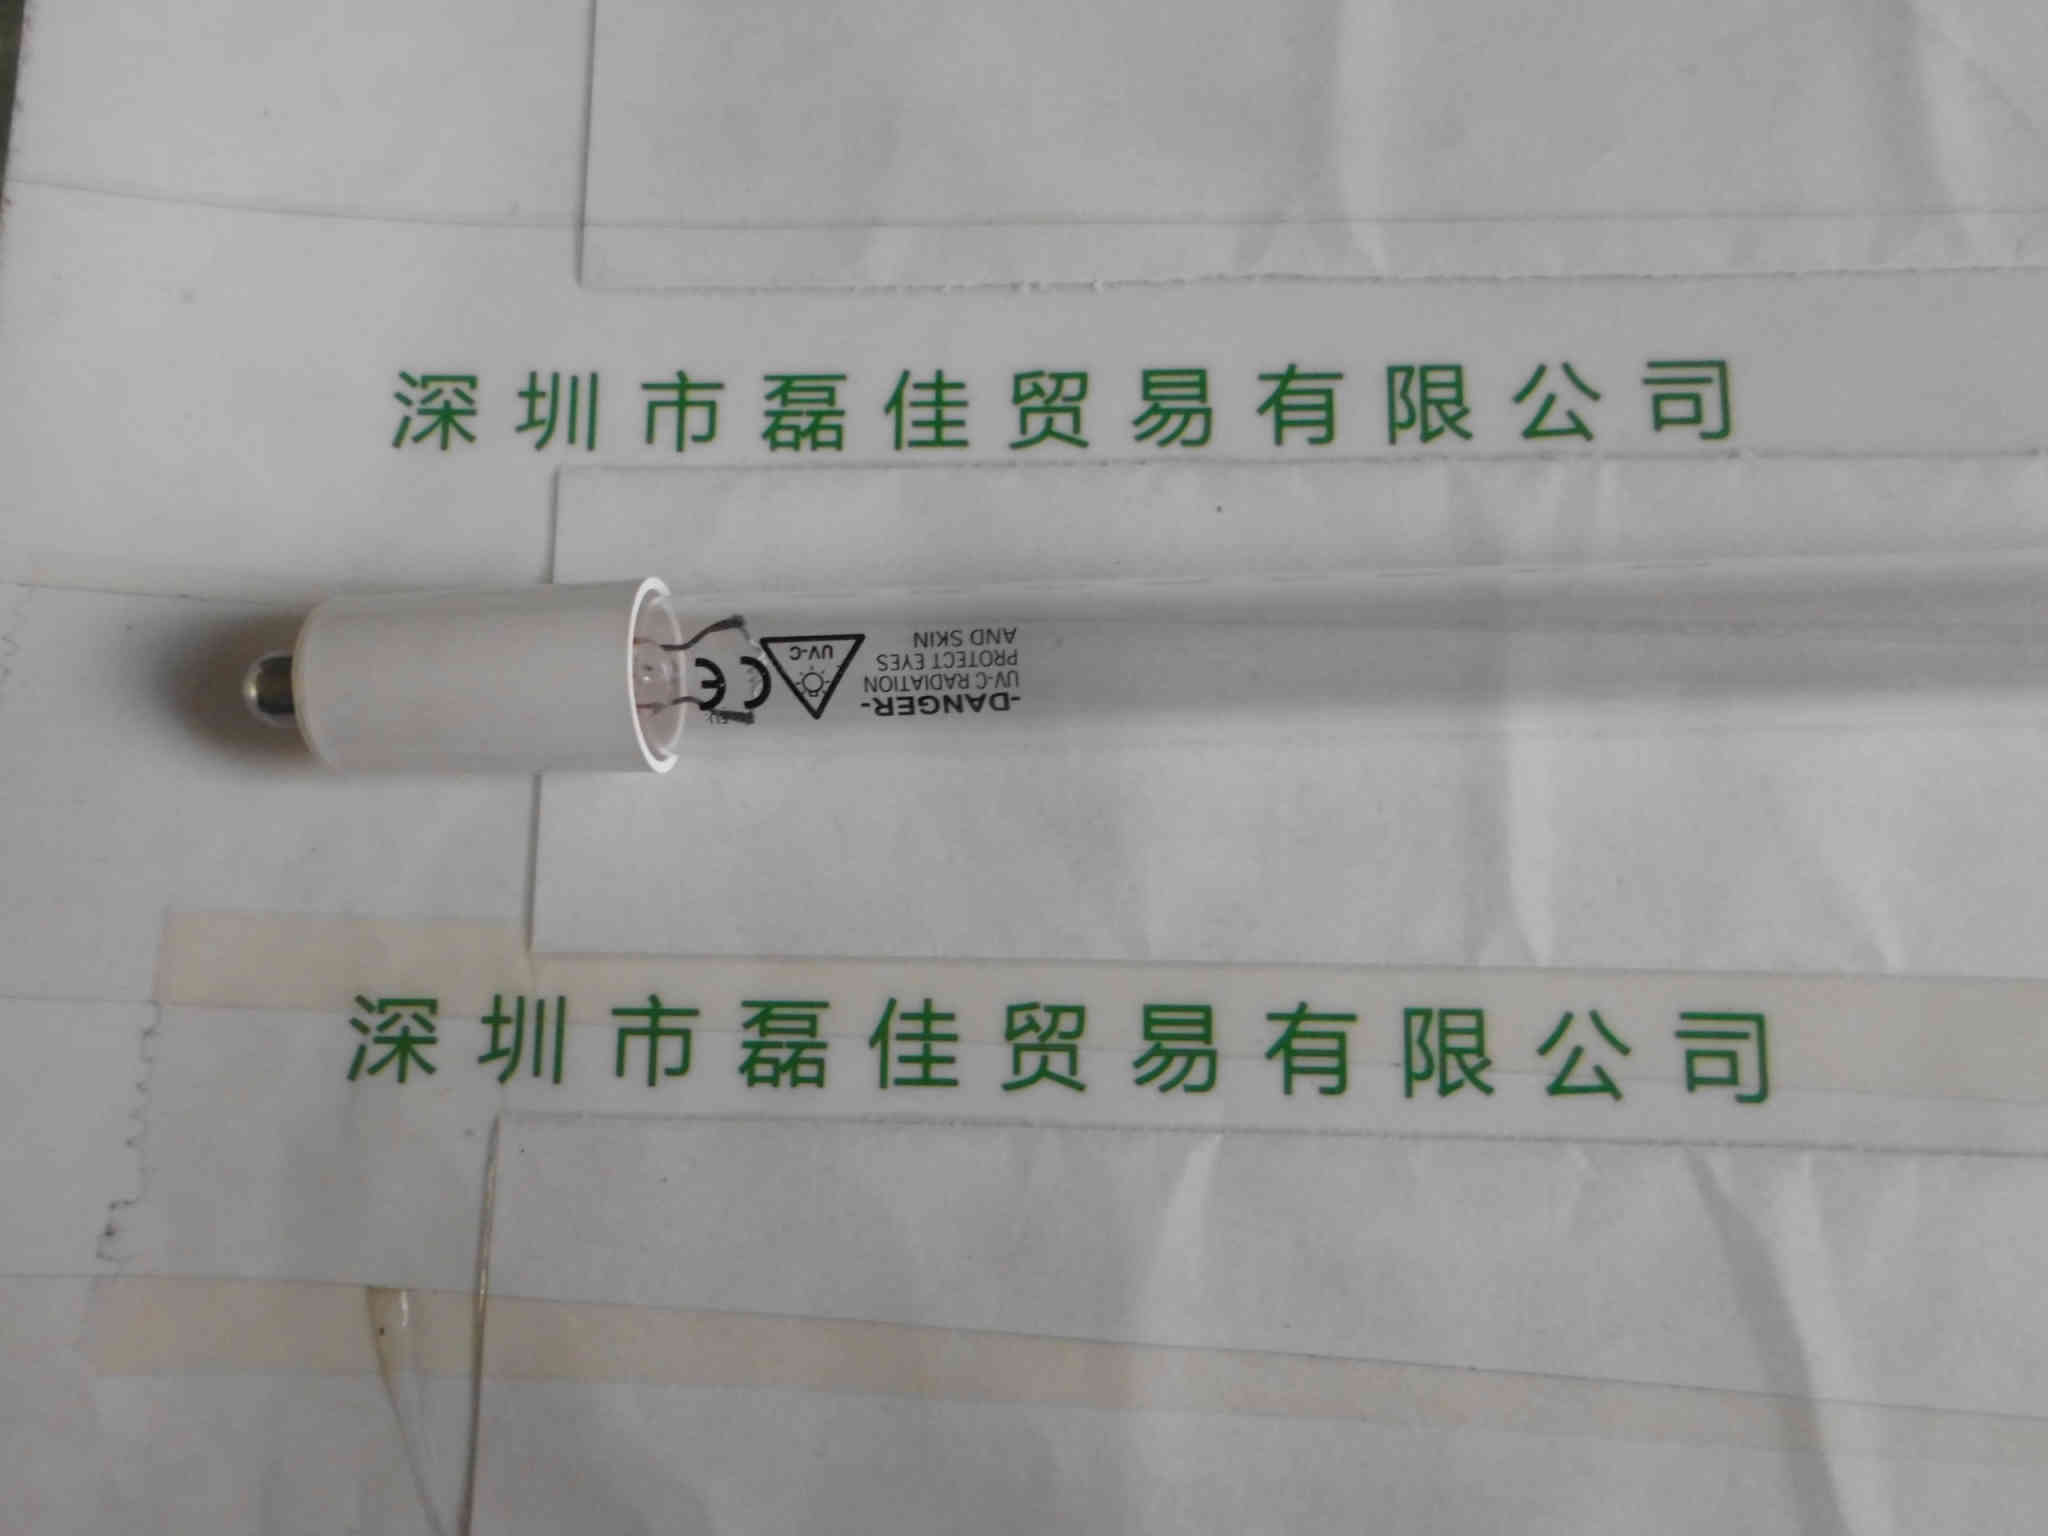 深圳市磊佳贸易有限公司
CE
UV-C
-DANGER-
UV-C RADIATION
PROTECT EYES
AND SKIN
深圳市磊佳贸易有限公司